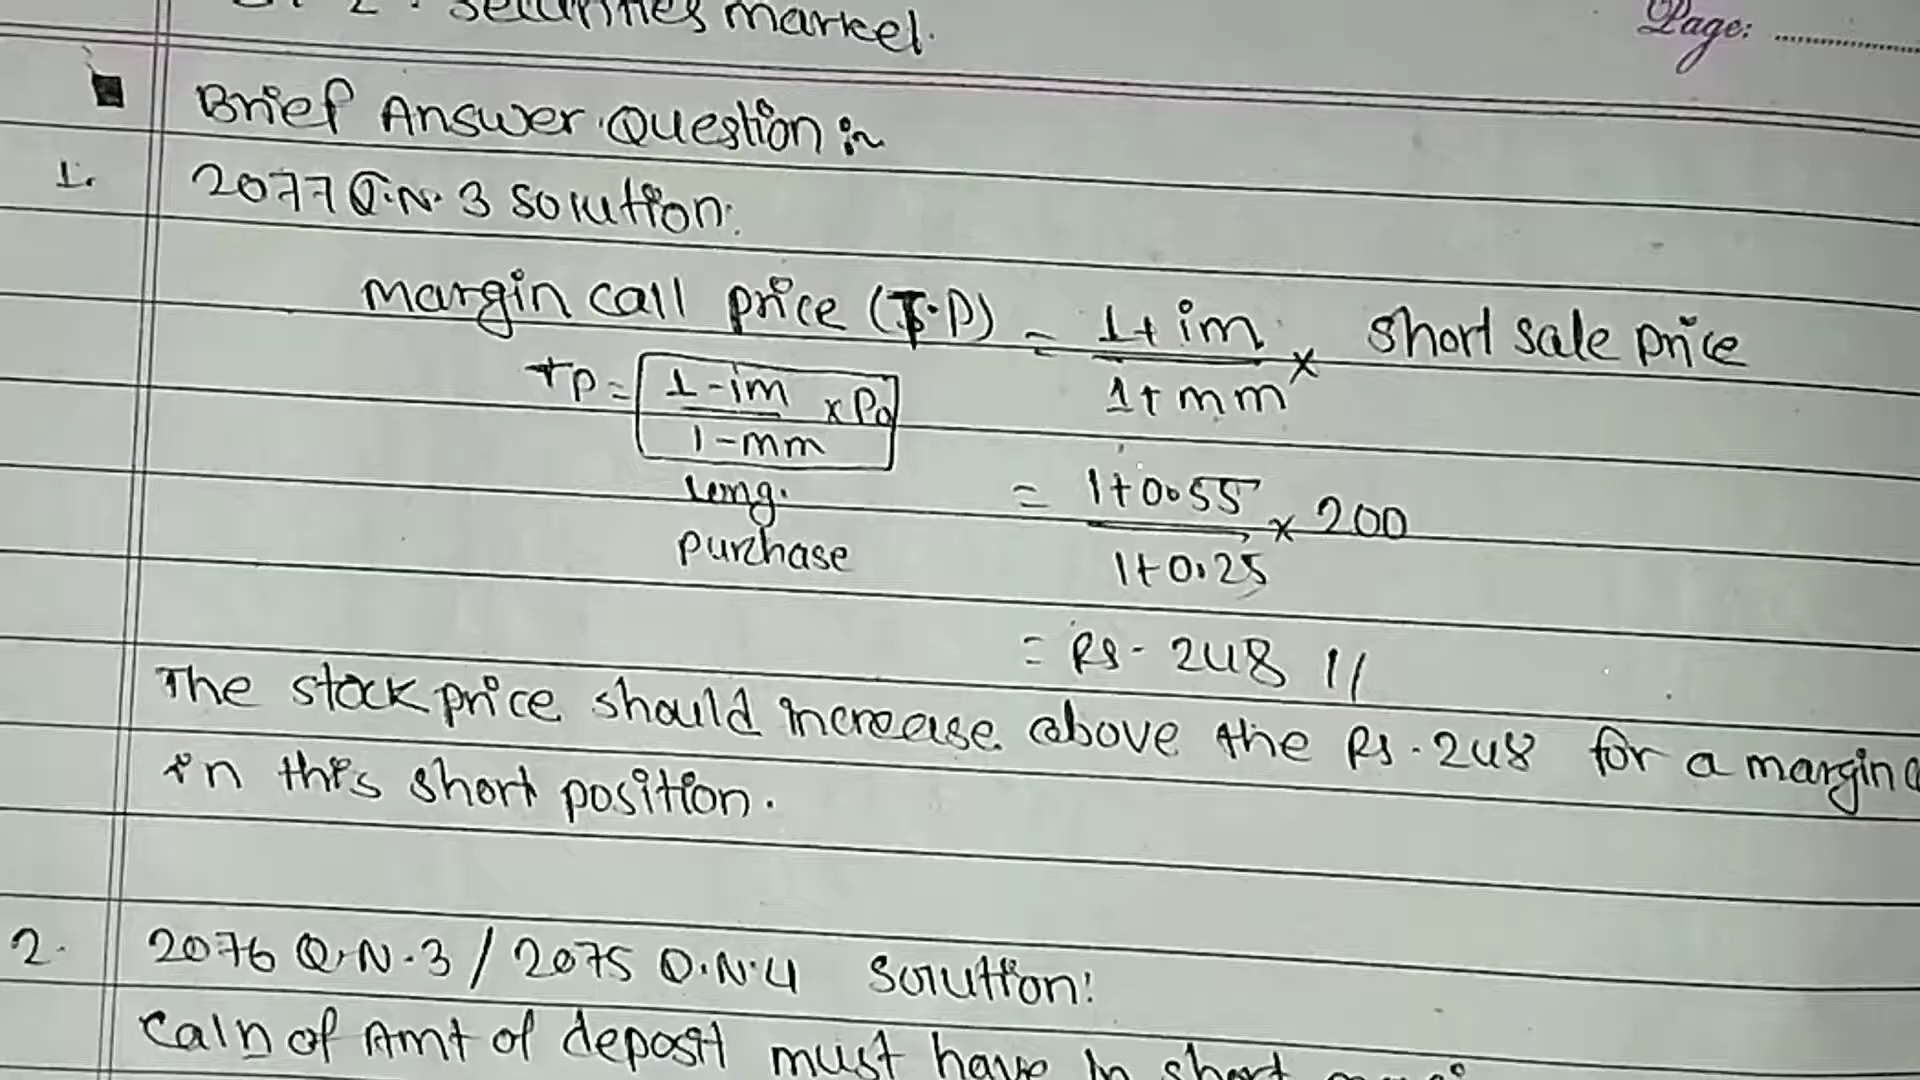 2. Securities market.
Page:
Brief Answer Question:~
1. 2077 Q.N. 3 Solution:
margin call price (T.P) = 1+im / 1+mm × short sale price
TP = 1-im / 1-mm × P0
long
purchase
= 1+0.55 / 1+0.25 × 200
= Rs. 248 //
The stock price should increase above the Rs. 248 for a margin
in this short position.
2. 2076 Q.N.3 / 2075 Q.N.4 Solution:
Caln of Amt of deposit must have in short